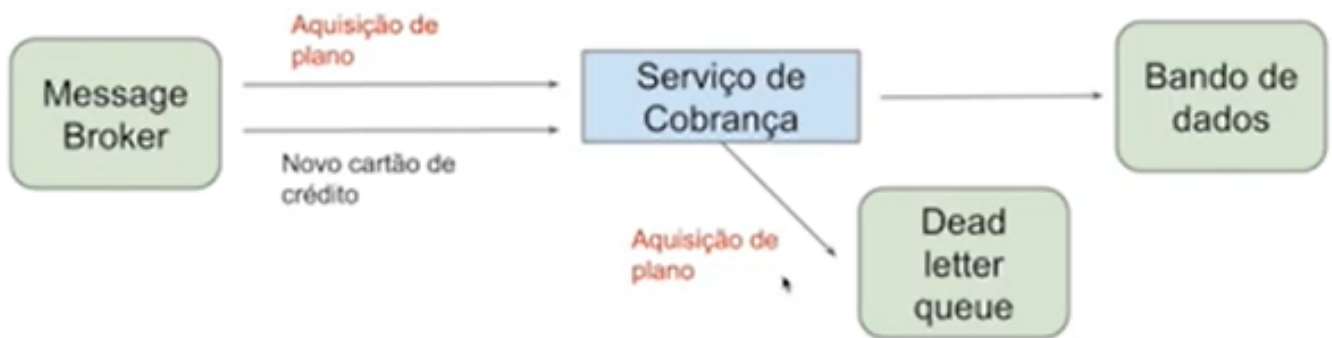 Aquisição de
plano
Message
Broker
Novo cartão de
crédito
Serviço de
Cobrança
Bando de
dados
Aquisição de
plano
Dead
letter
queue